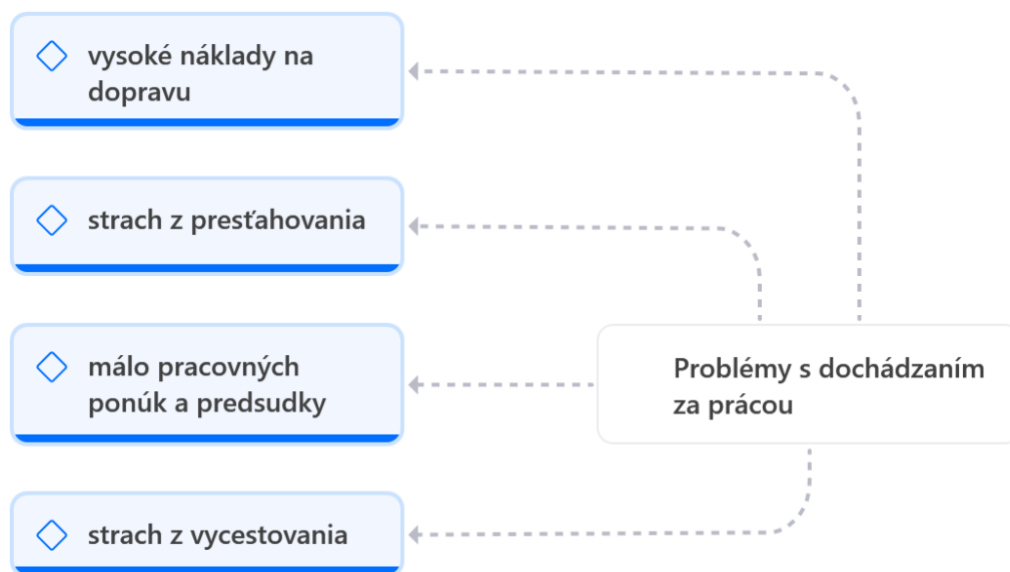 vysoké náklady na
dopravu
strach z presťahovania
málo pracovných
ponúk a predsudky
strach z vycestovania
Problémy s dochádzaním
za prácou